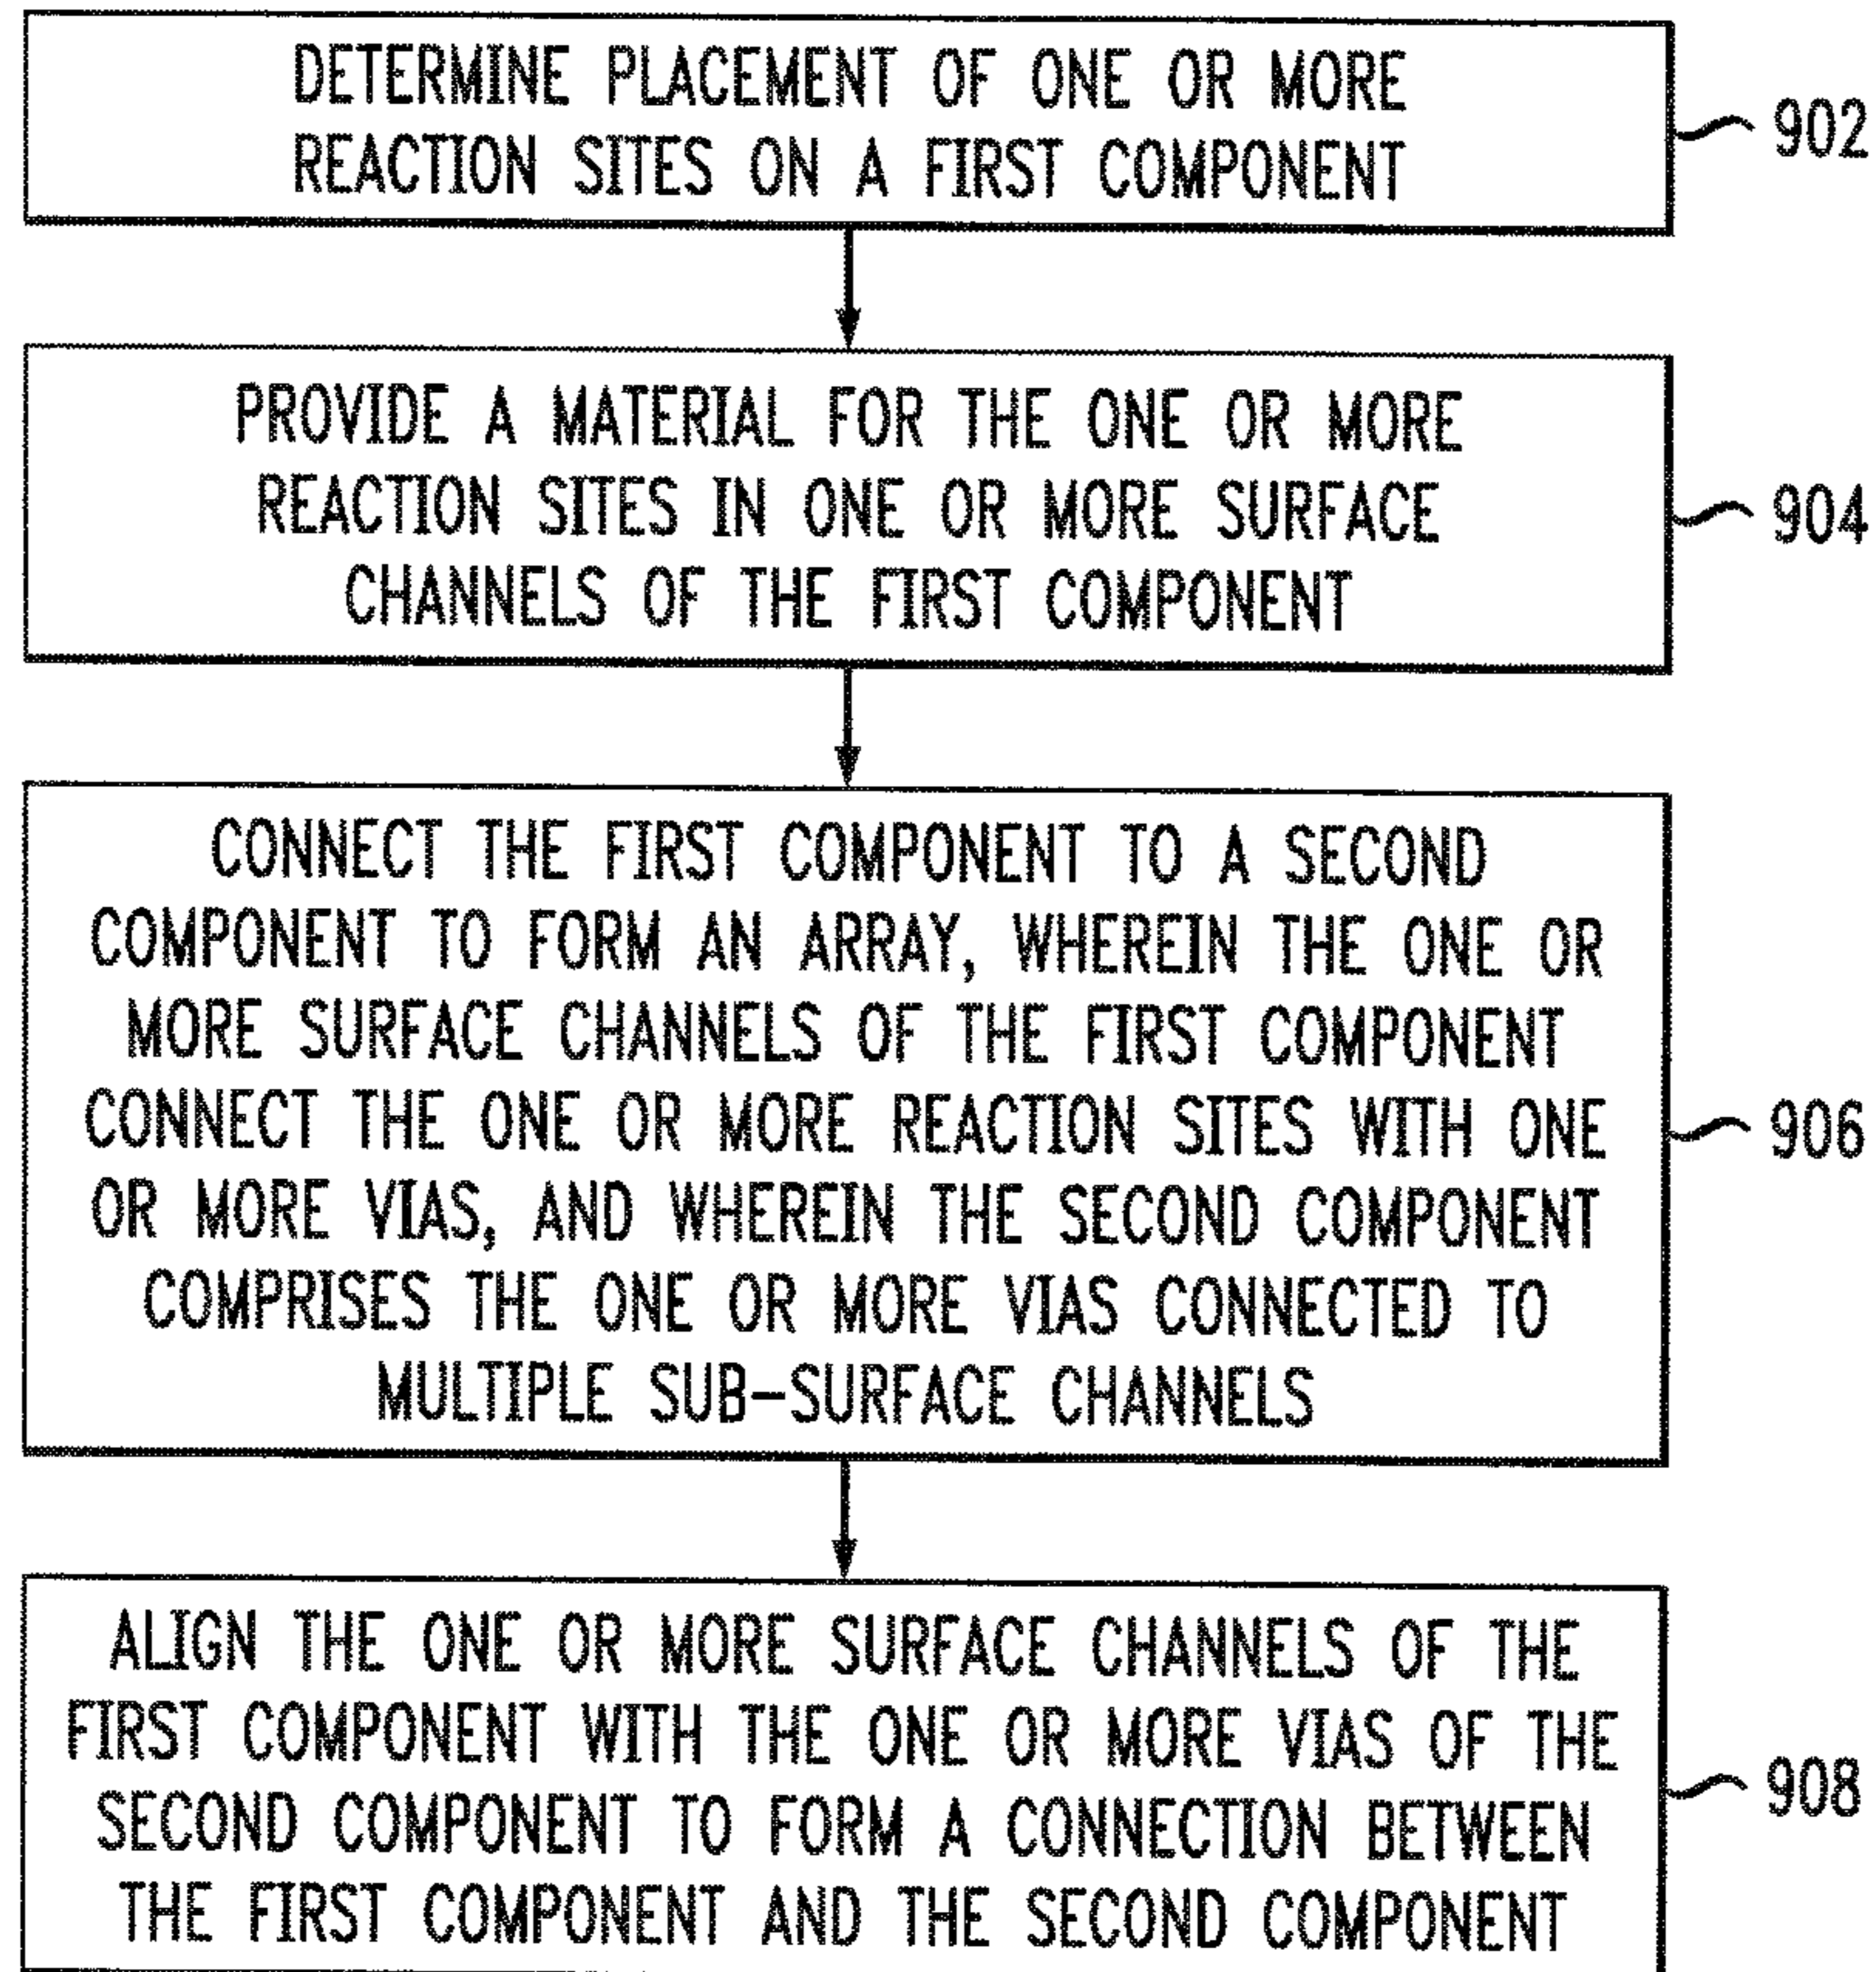 DETERMINE PLACEMENT OF ONE OR MORE
REACTION SITES ON A FIRST COMPONENT
902
PROVIDE A MATERIAL FOR THE ONE OR MORE
REACTION SITES IN ONE OR MORE SURFACE
CHANNELS OF THE FIRST COMPONENT
904
CONNECT THE FIRST COMPONENT TO A SECOND
COMPONENT TO FORM AN ARRAY, WHEREIN THE ONE OR
MORE SURFACE CHANNELS OF THE FIRST COMPONENT
CONNECT THE ONE OR MORE REACTION SITES WITH ONE
OR MORE VIAS, AND WHEREIN THE SECOND COMPONENT
COMPRISES THE ONE OR MORE VIAS CONNECTED TO
MULTIPLE SUB-SURFACE CHANNELS
906
ALIGN THE ONE OR MORE SURFACE CHANNELS OF THE
FIRST COMPONENT WITH THE ONE OR MORE VIAS OF THE
SECOND COMPONENT TO FORM A CONNECTION BETWEEN
THE FIRST COMPONENT AND THE SECOND COMPONENT
908